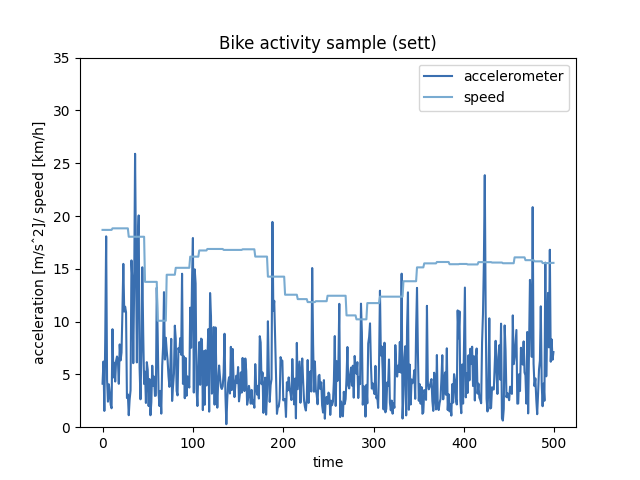 Bike activity sample (sett)
accelerometer
speed
acceleration [m/s^2]/ speed [km/h]
35
30
25
20
15
10
5
0
0 100 200 300 400 500
time